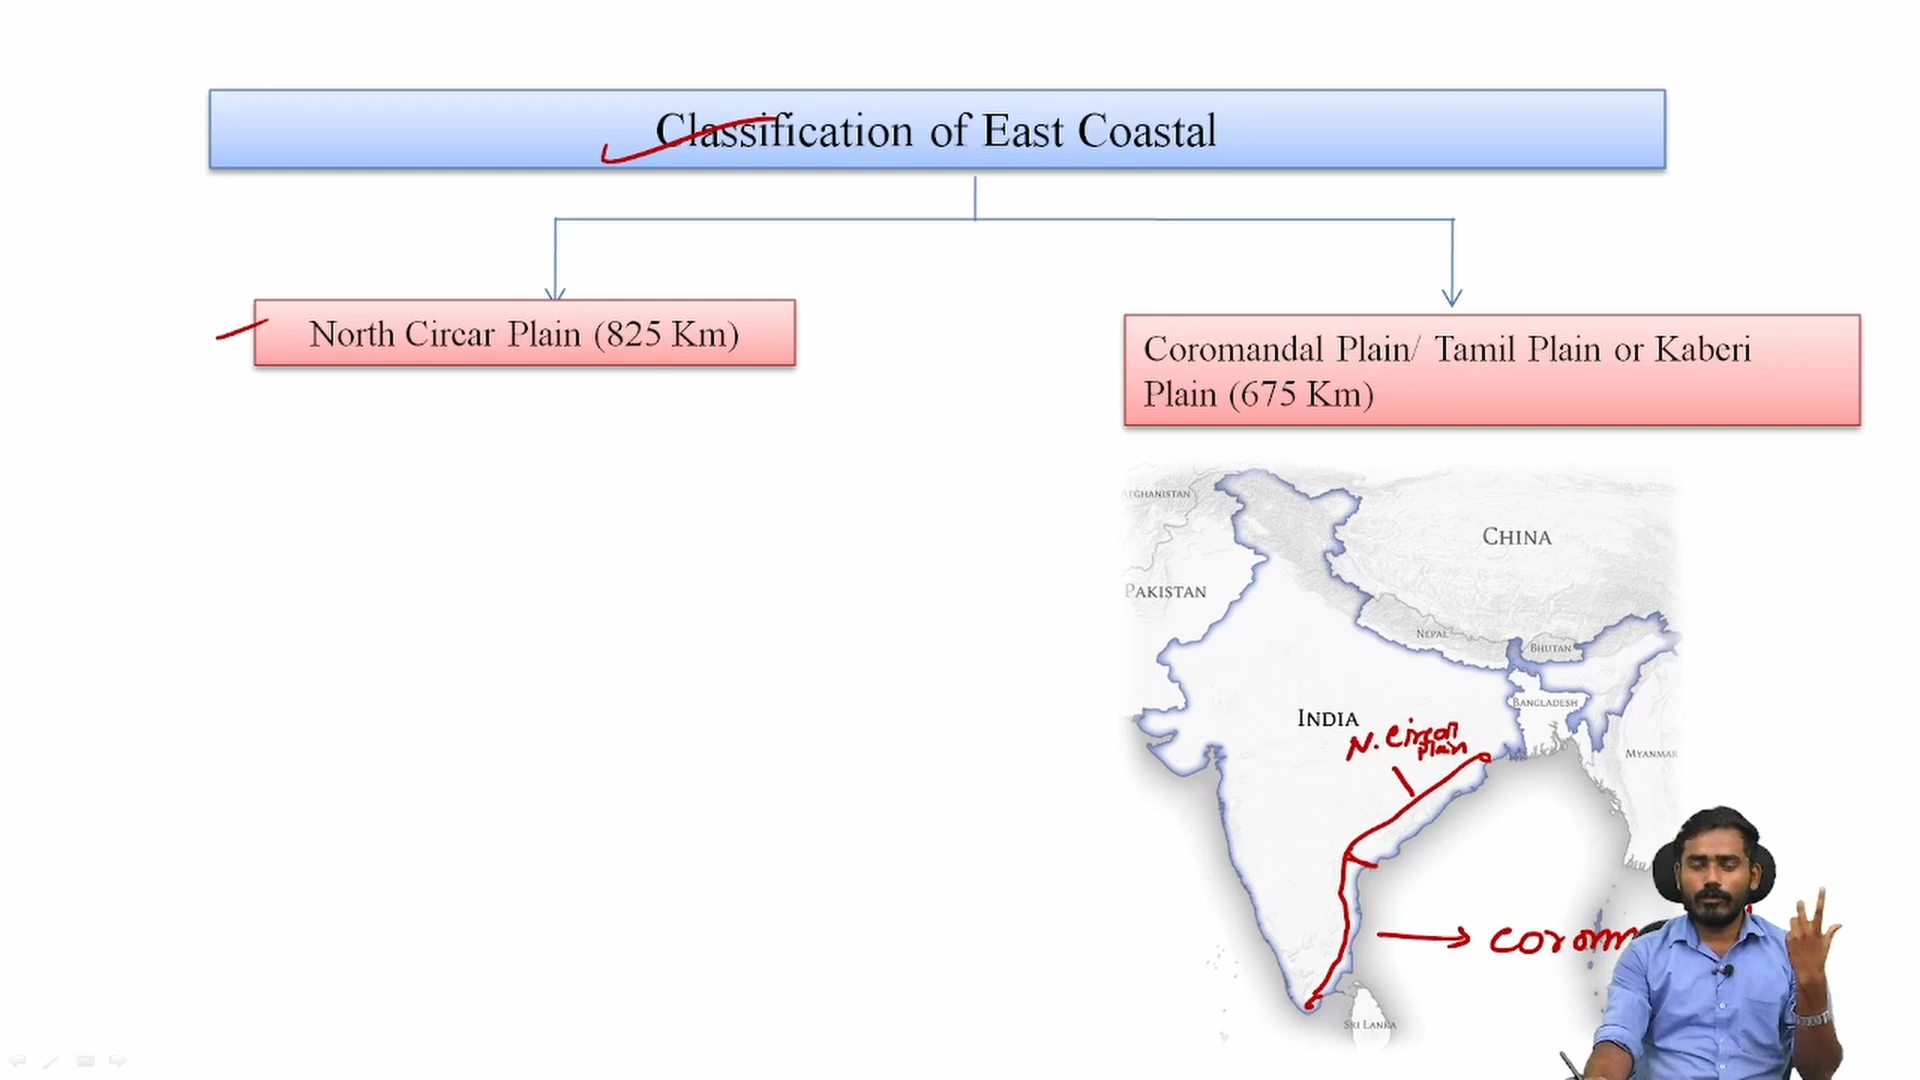 Classification of East Coastal
North Circar Plain (825 Km)
Coromandal Plain/ Tamil Plain or Kaberi
Plain (675 Km)
AFGHANISTAN
CHINA
PAKISTAN
NEPAL
BHUTAN
BANGLADESH
INDIA
N. Circar
plain
MYANMAR
corom
SRI LANKA